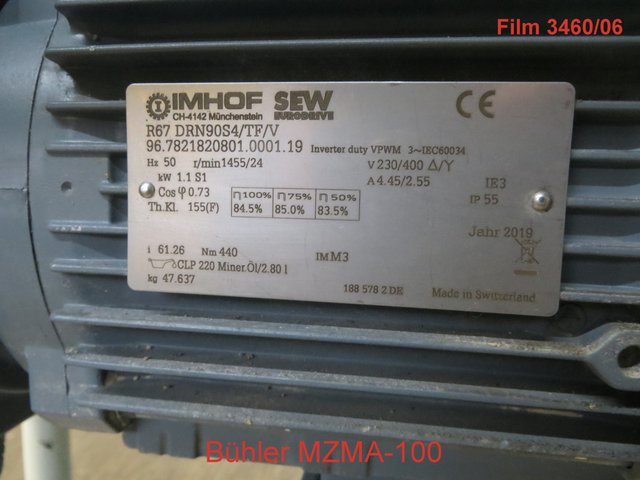 Film 3460/06
IMHOF SEW
CH-4142 Münchenstein EURODRIVE
CE
R67 DRN90S4/TF/V
96.7821820801.0001.19 Inverter duty VPWM 3~IEC60034
Hz 50 r/min 1455/24 V 230/400 Δ/Y
kW 1.1 S1 A 4.45/2.55 IE3
Cos φ 0.73 η100% η75% η50% IP 55
Th.Kl. 155(F) 84.5% 85.0% 83.5%
Jahr 2019
i 61.26 Nm 440 IM M3
CLP 220 Miner.Öl/2.80 l
kg 47.637 188 578 2 DE Made in Switzerland
Bühler MZMA-100